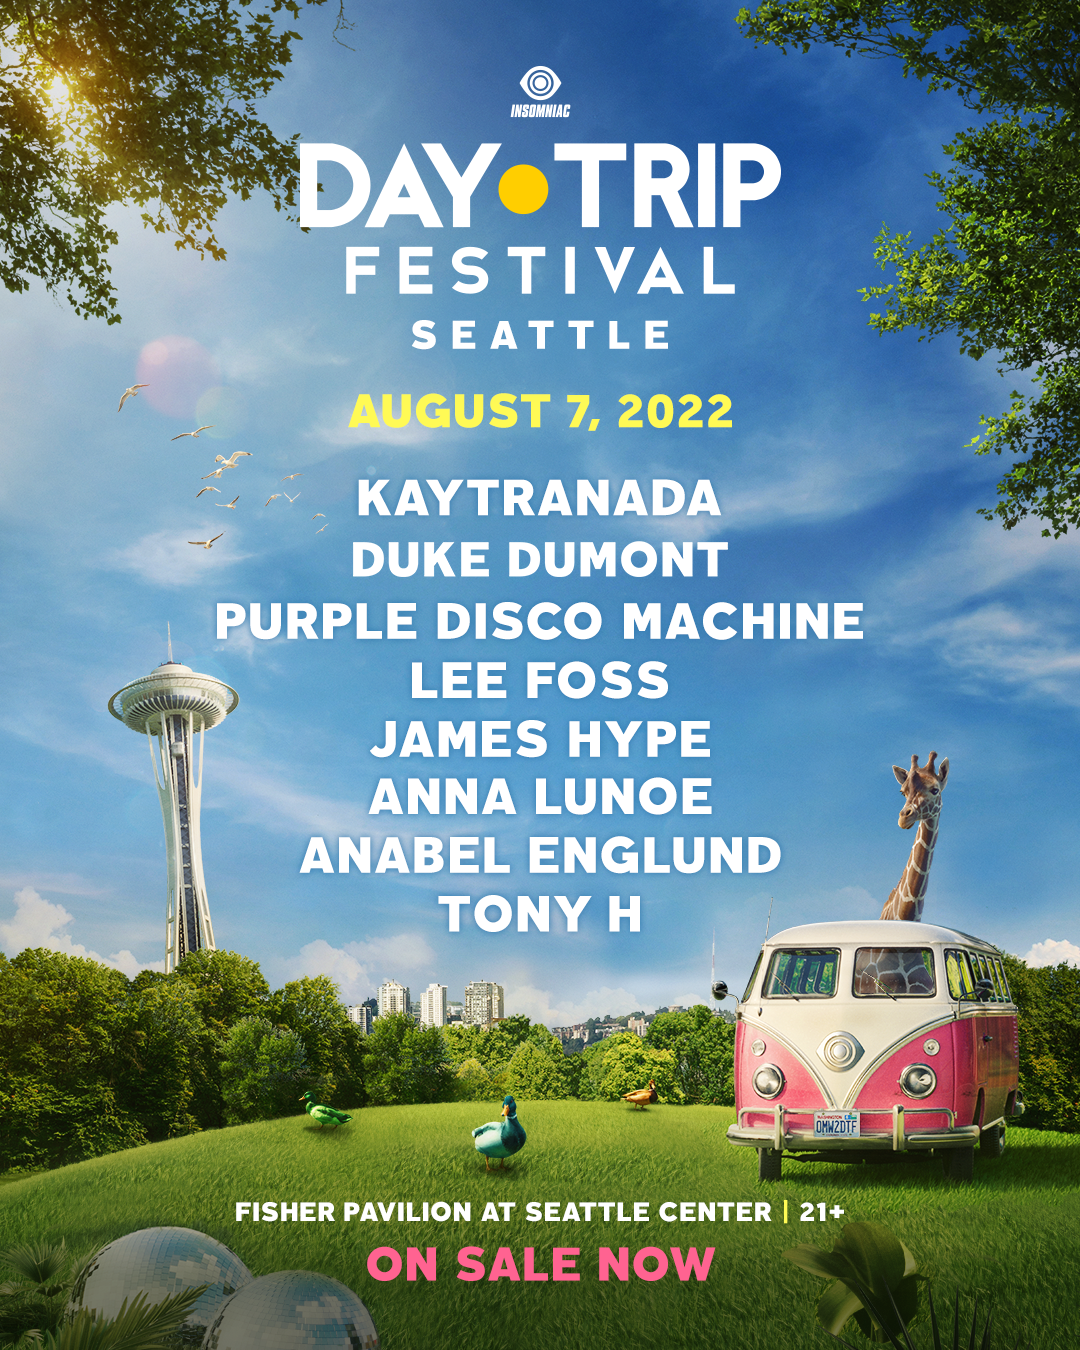 INSOMNIAC
DAY TRIP
FESTIVAL
SEATTLE
AUGUST 7, 2022
KAYTRANADA
DUKE DUMONT
PURPLE DISCO MACHINE
LEE FOSS
JAMES HYPE
ANNA LUNOE
ANABEL ENGLUND
TONY H
WASHINGTON
OMW2DTF
FISHER PAVILION AT SEATTLE CENTER | 21+
ON SALE NOW